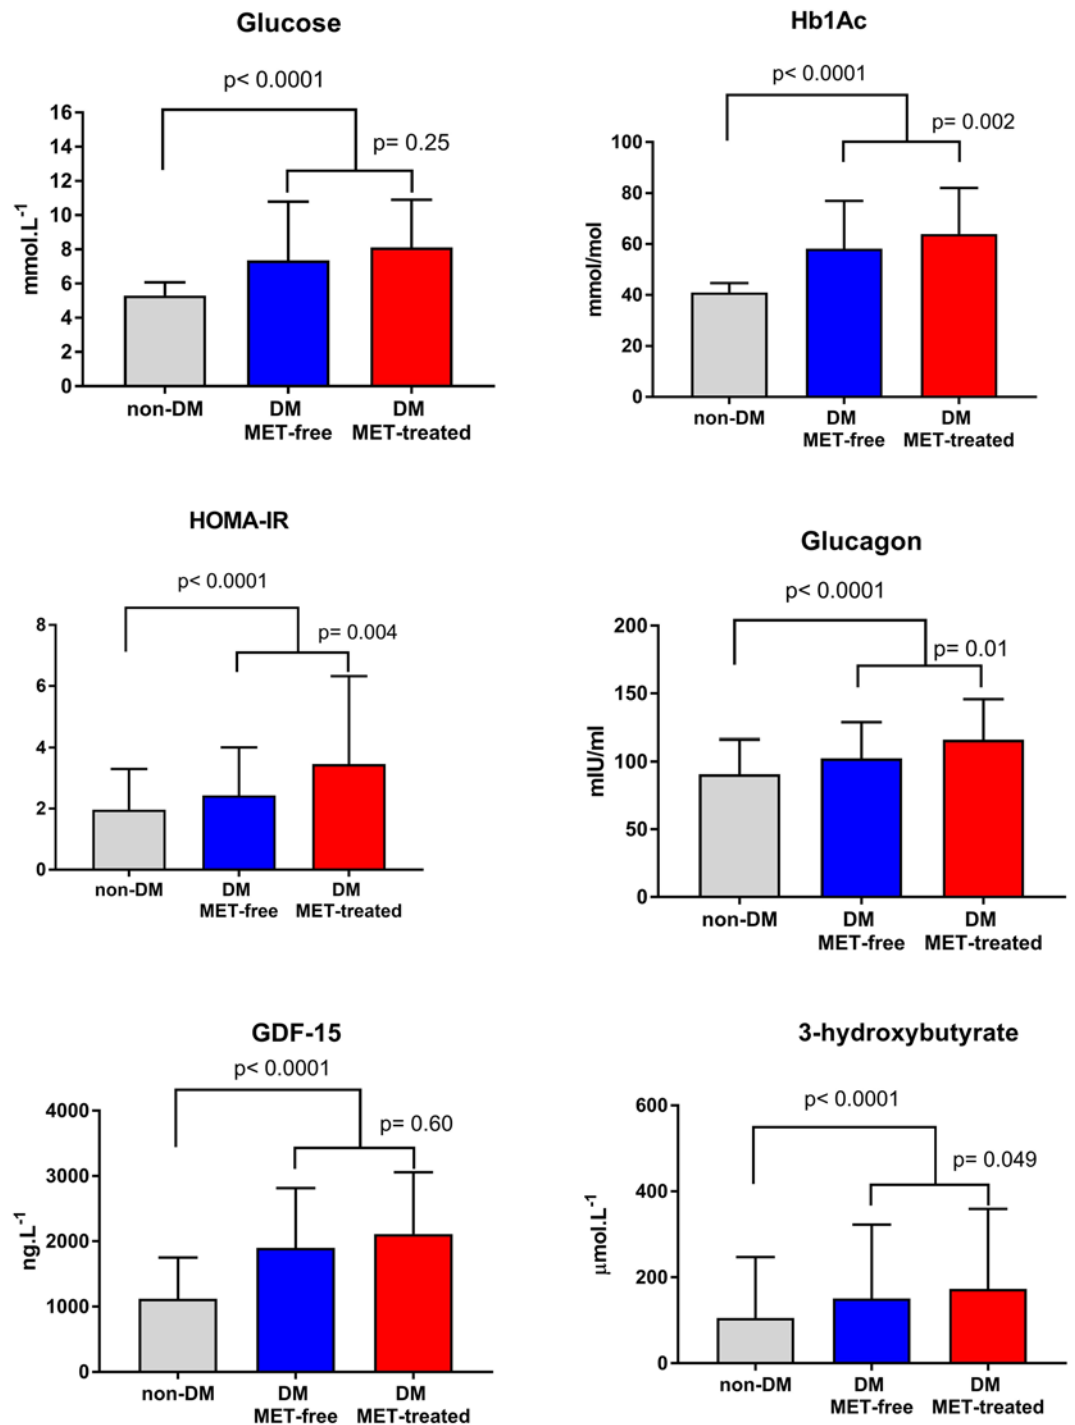 Glucose
p< 0.0001
p= 0.25
16
14
12
10
8
6
4
2
0
mmol.L⁻¹
non-DM DM DM
MET-free MET-treated
Hb1Ac
p< 0.0001
p= 0.002
100
80
60
40
20
0
mmol/mol
non-DM DM DM
MET-free MET-treated
HOMA-IR
p< 0.0001
p= 0.004
8
6
4
2
0
non-DM DM DM
MET-free MET-treated
Glucagon
p< 0.0001
p= 0.01
200
150
100
50
0
mIU/ml
non-DM DM DM
MET-free MET-treated
GDF-15
p< 0.0001
p= 0.60
4000
3000
2000
1000
0
ng.L⁻¹
non-DM DM DM
MET-free MET-treated
3-hydroxybutyrate
p< 0.0001
p= 0.049
600
400
200
0
µmol.L⁻¹
non-DM DM DM
MET-free MET-treated